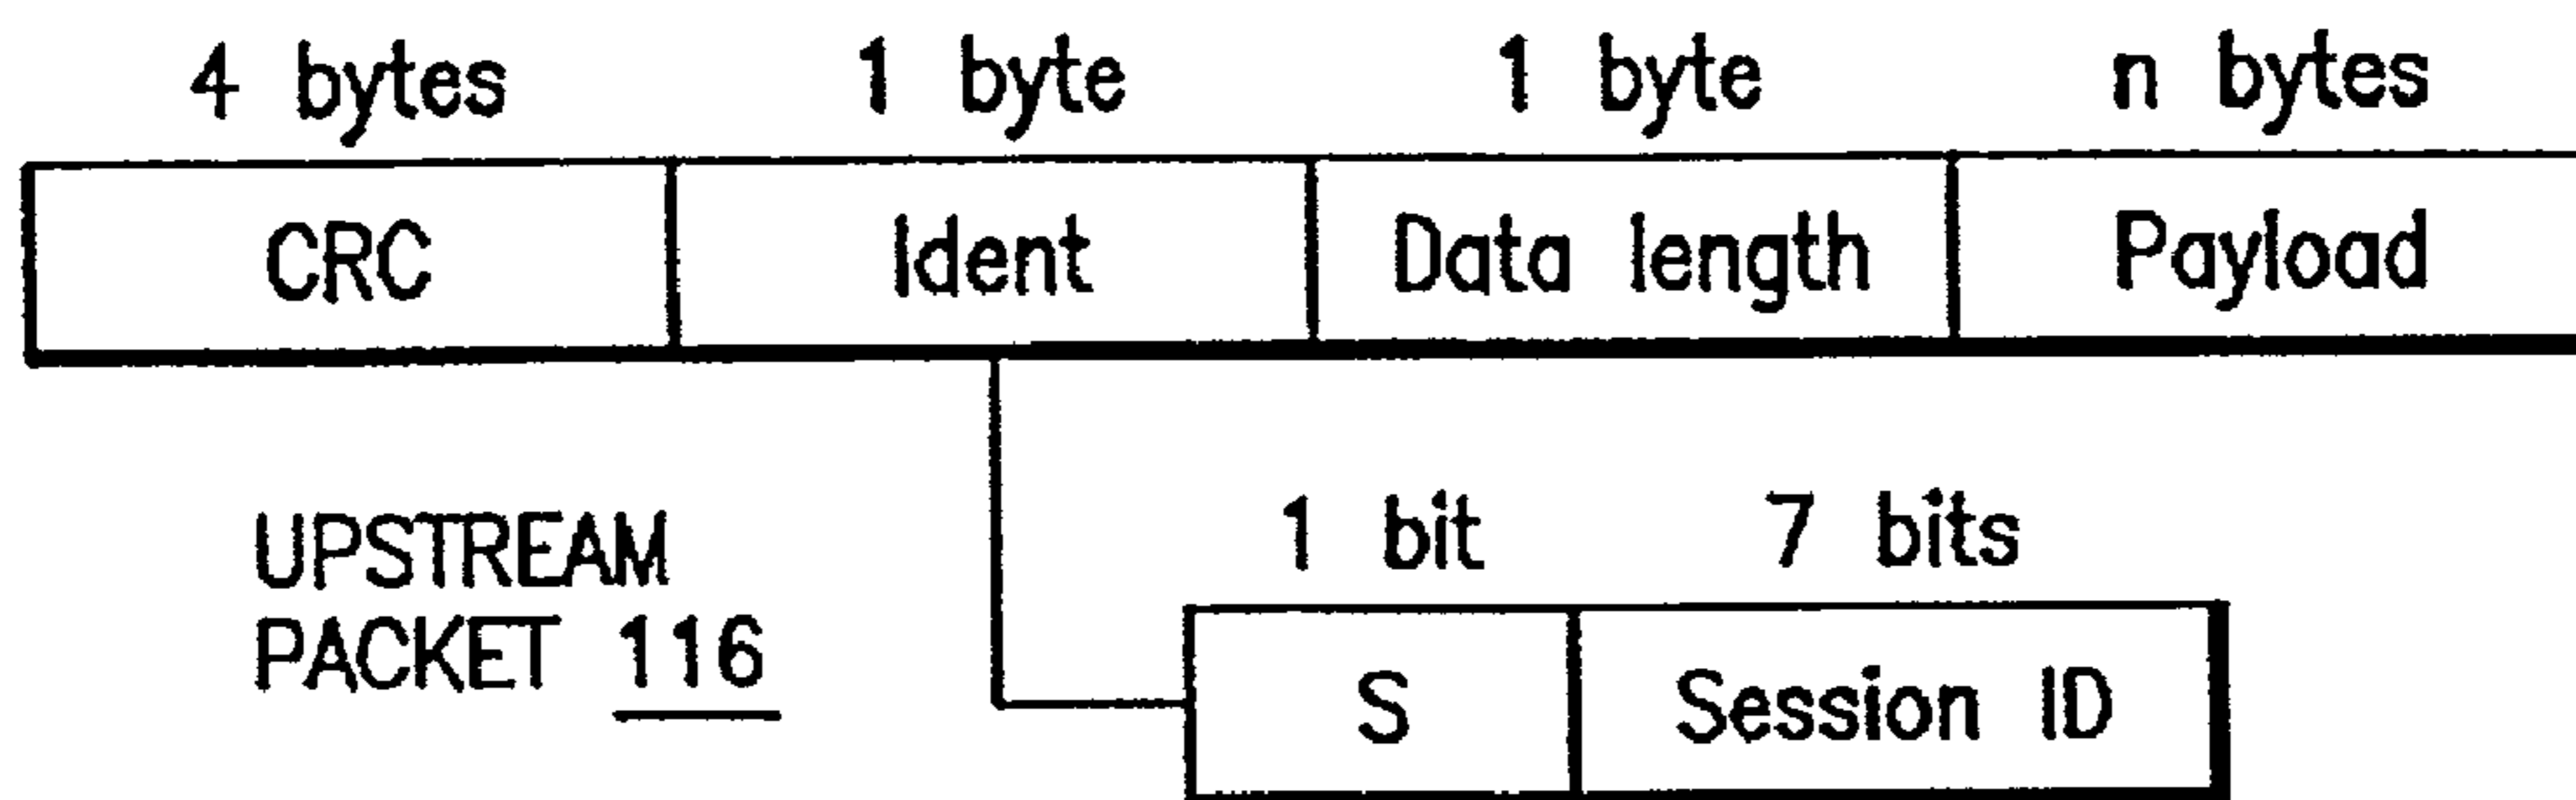 4 bytes 1 byte 1 byte n bytes
CRC Ident Data length Payload
1 bit 7 bits
UPSTREAM
PACKET 116
S Session ID